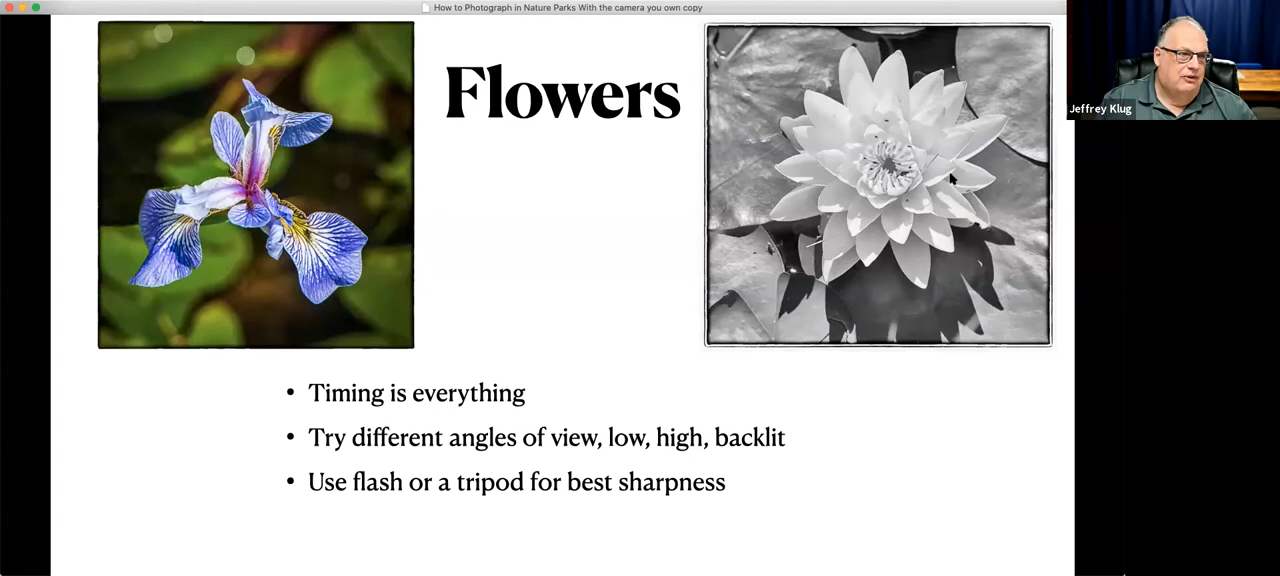 How to Photograph in Nature Parks With the camera you own copy
Flowers
Jeffrey Klug
• Timing is everything
• Try different angles of view, low, high, backlit
• Use flash or a tripod for best sharpness